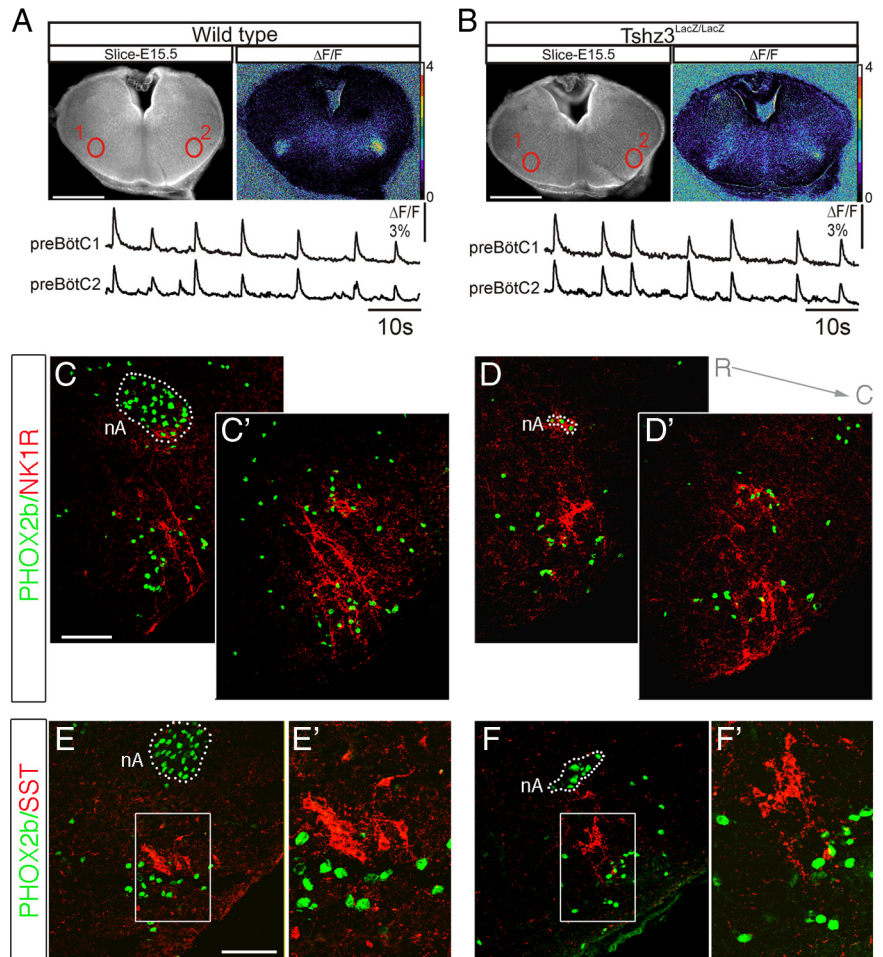 A
Wild type
Slice-E15.5
ΔF/F
4
1
2
0
ΔF/F
3%
preBötC1
preBötC2
10s
B
Tshz3LacZ/LacZ
Slice-E15.5
ΔF/F
4
1
2
0
ΔF/F
3%
preBötC1
preBötC2
10s
PHOX2b/NK1R
C
nA
C'
D
nA
D'
R
C
PHOX2b/SST
E
nA
E'
F
nA
F'